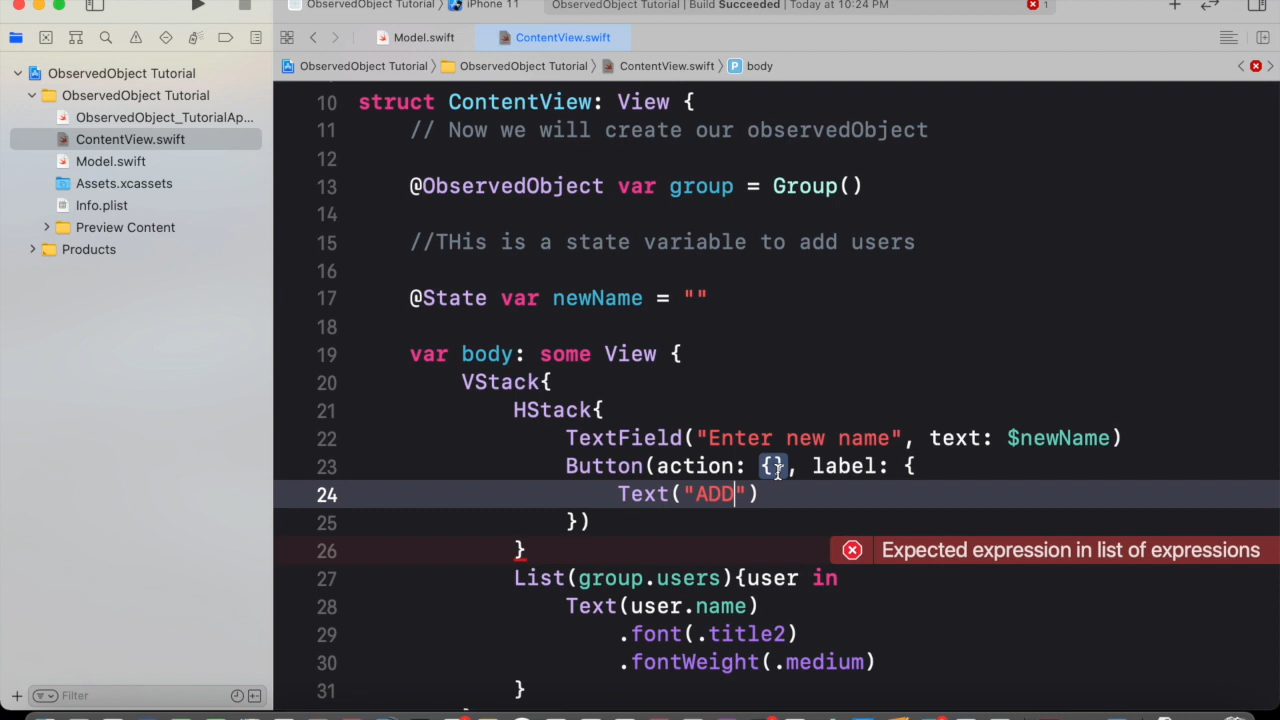 ObservedObject Tutorial 〉 iPhone 11
ObservedObject Tutorial | Build Succeeded | Today at 10:24 PM
1
Model.swift
ContentView.swift
ObservedObject Tutorial 〉 ObservedObject Tutorial 〉 ContentView.swift 〉 P body
ObservedObject Tutorial
ObservedObject Tutorial
ObservedObject_TutorialAp...
ContentView.swift
Model.swift
Assets.xcassets
Info.plist
Preview Content
Products
Filter
10 struct ContentView: View {
11 // Now we will create our observedObject
12
13 @ObservedObject var group = Group()
14
15 //THis is a state variable to add users
16
17 @State var newName = ""
18
19 var body: some View {
20 VStack{
21 HStack{
22 TextField("Enter new name", text: $newName)
23 Button(action: {}, label: {
24 Text("ADD")
25 })
26 }
Expected expression in list of expressions
27 List(group.users){user in
28 Text(user.name)
29 .font(.title2)
30 .fontWeight(.medium)
31 }